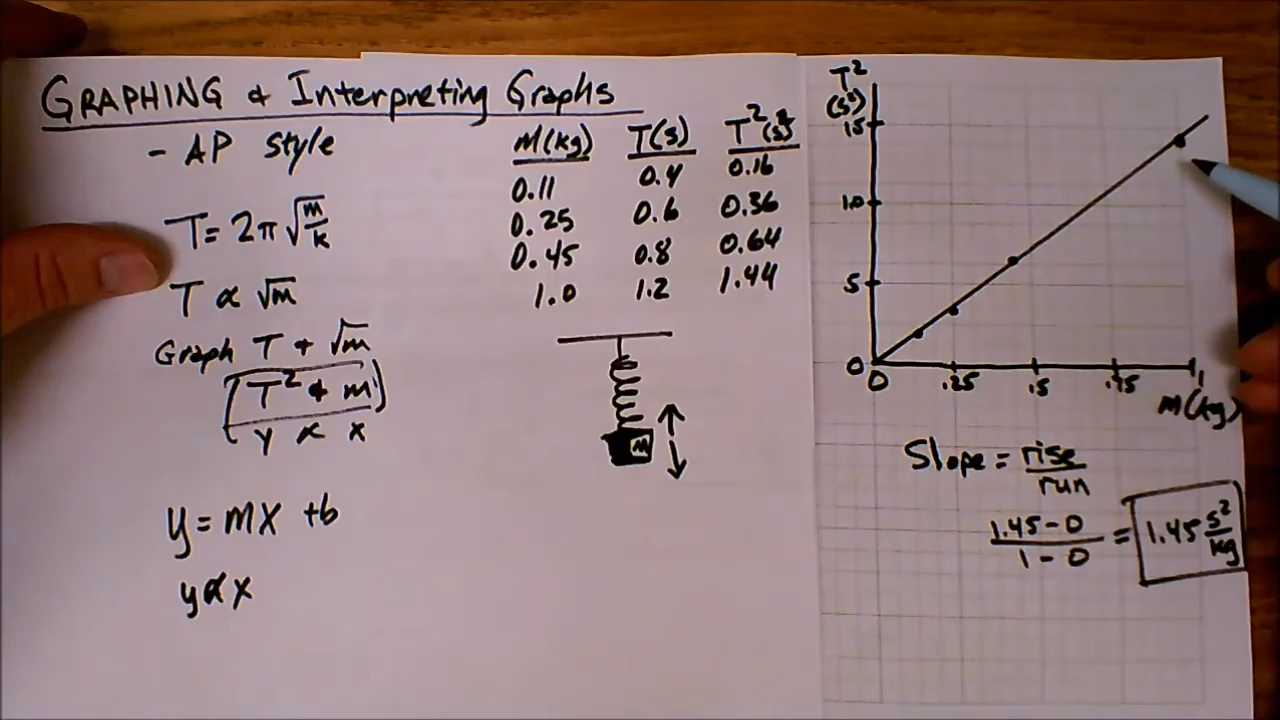 GRAPHING & Interpreting Graphs
- AP style
T = 2π √m/k
T ∝ √m
Graph T & √m
T² & m
y ∝ x
y = mx + b
y ∝ x
M(kg) T(s) T²(s²)
0.11 0.4 0.16
0.25 0.6 0.36
0.45 0.8 0.64
1.0 1.2 1.44
M
T²
(s²)
15
1.0
5
0
0 .25 .5 .75 1
M(kg)
Slope = rise/run
1.45 - 0 / 1 - 0 = 1.45 s²/kg